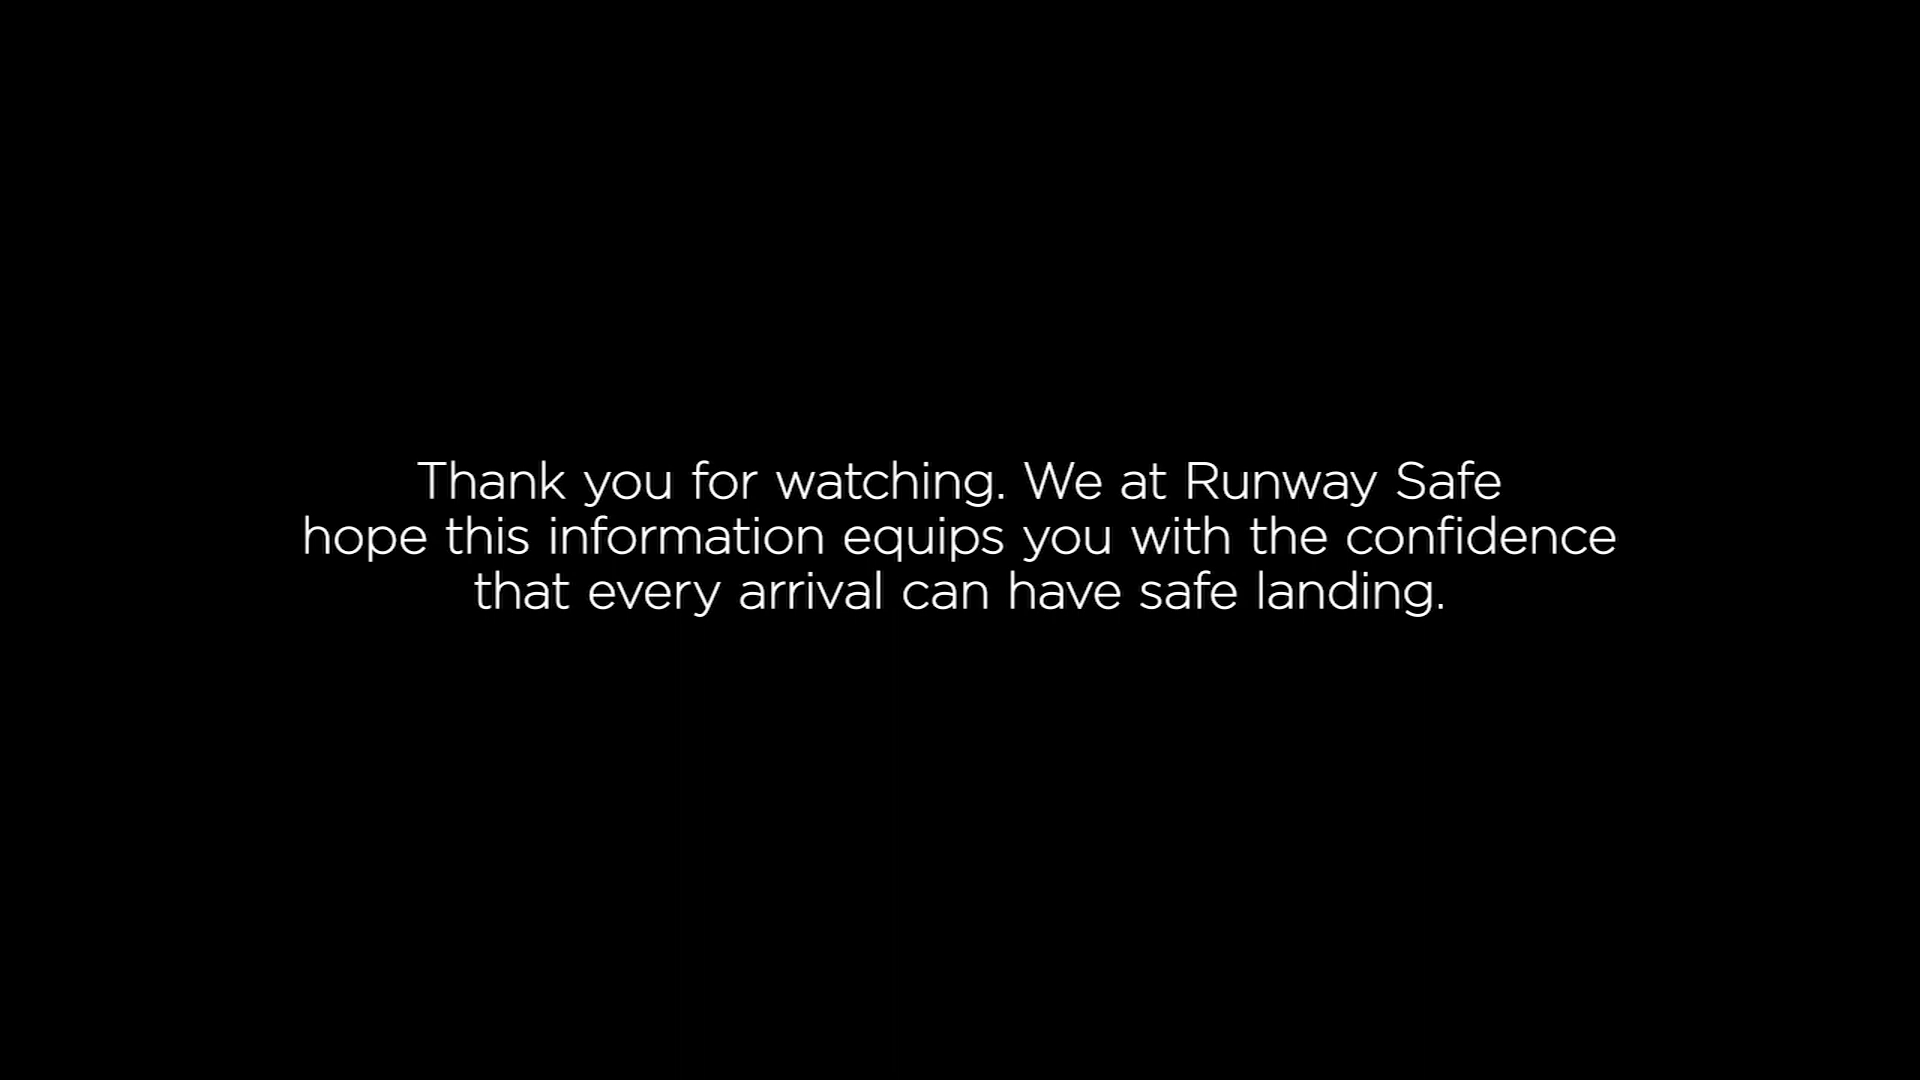 Thank you for watching. We at Runway Safe
hope this information equips you with the confidence
that every arrival can have safe landing.